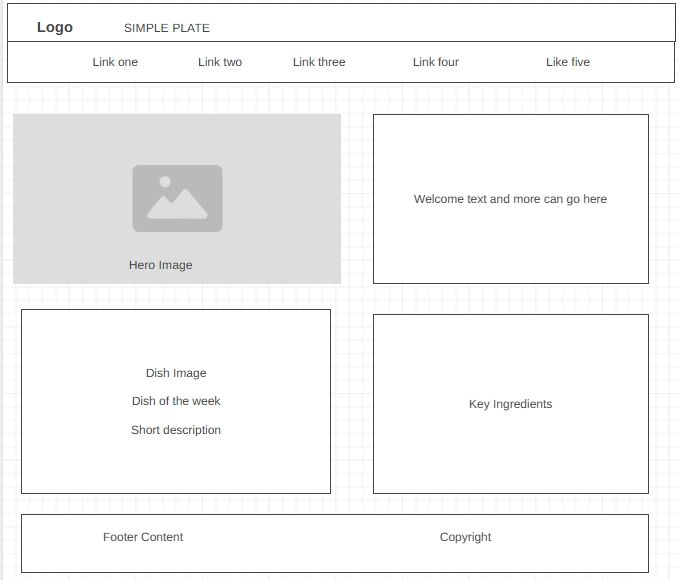 Logo
SIMPLE PLATE
Link one
Link two
Link three
Link four
Like five
Hero Image
Welcome text and more can go here
Dish Image
Dish of the week
Short description
Key Ingredients
Footer Content
Copyright